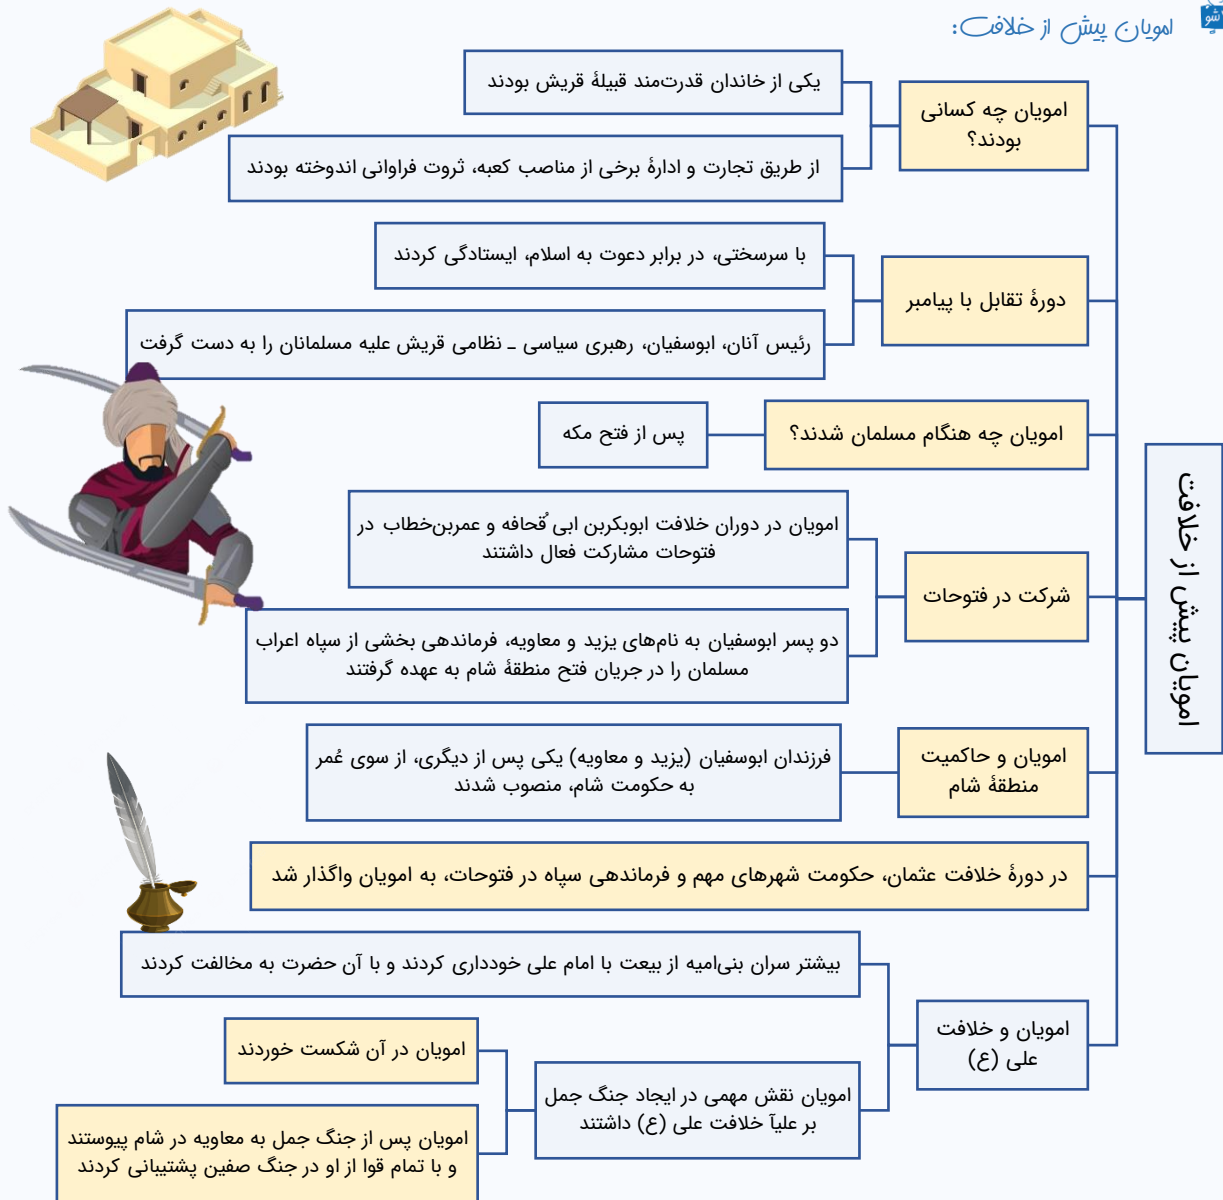 شو
امویان پیش از خلافت:
امویان پیش از خلافت
امویان چه کسانی
بودند؟
یکی از خاندان قدرت‌مند قبیلهٔ قریش بودند
از طریق تجارت و ادارهٔ برخی از مناصب کعبه، ثروت فراوانی اندوخته بودند
دورهٔ تقابل با پیامبر
با سرسختی، در برابر دعوت به اسلام، ایستادگی کردند
رئیس آنان، ابوسفیان، رهبری سیاسی ـ نظامی قریش علیه مسلمانان را به دست گرفت
امویان چه هنگام مسلمان شدند؟
پس از فتح مکه
شرکت در فتوحات
امویان در دوران خلافت ابوبکربن ابی قُحافه و عمربن‌خطاب در
فتوحات مشارکت فعال داشتند
دو پسر ابوسفیان به نام‌های یزید و معاویه، فرماندهی بخشی از سپاه اعراب
مسلمان را در جریان فتح منطقهٔ شام به عهده گرفتند
امویان و حاکمیت
منطقهٔ شام
فرزندان ابوسفیان (یزید و معاویه) یکی پس از دیگری، از سوی عُمر
به حکومت شام، منصوب شدند
در دورهٔ خلافت عثمان، حکومت شهرهای مهم و فرماندهی سپاه در فتوحات، به امویان واگذار شد
امویان و خلافت
علی (ع)
بیشتر سران بنی‌امیه از بیعت با امام علی خودداری کردند و با آن حضرت به مخالفت کردند
امویان نقش مهمی در ایجاد جنگ جمل
بر علیآ خلافت علی (ع) داشتند
امویان در آن شکست خوردند
امویان پس از جنگ جمل به معاویه در شام پیوستند
و با تمام قوا از او در جنگ صفین پشتیبانی کردند